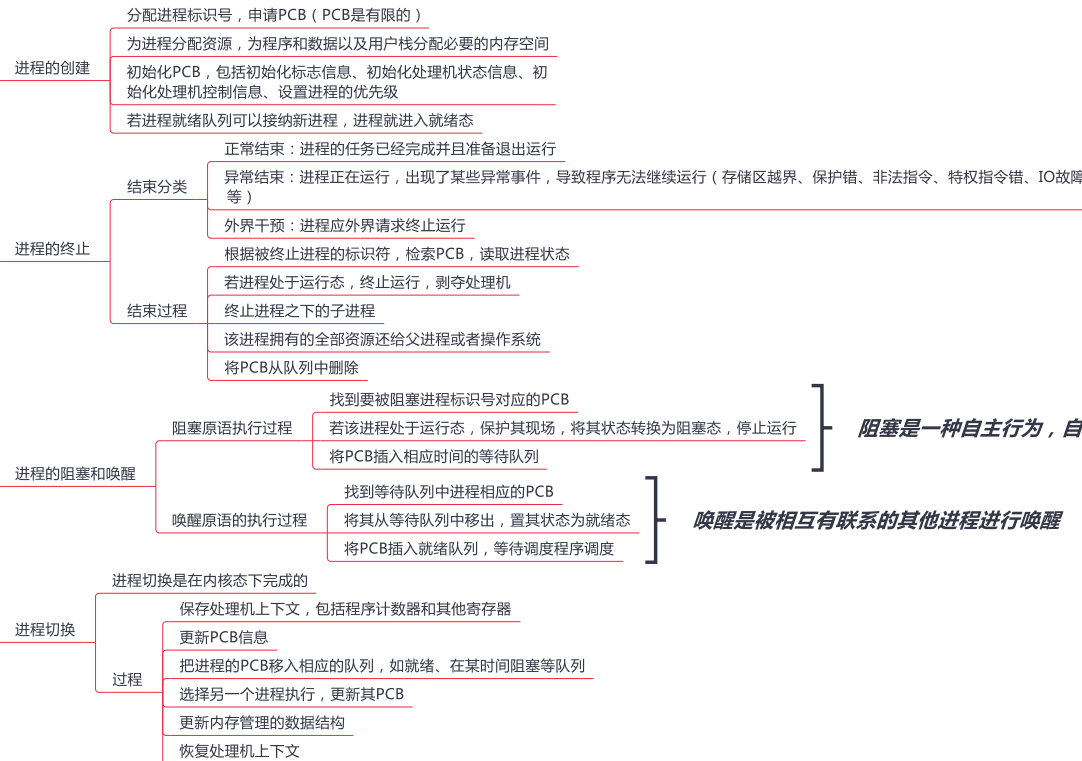 分配进程标识号，申请PCB（PCB是有限的）
为进程分配资源，为程序和数据以及用户栈分配必要的内存空间
进程的创建
初始化PCB，包括初始化标志信息、初始化处理机状态信息、初
始化处理机控制信息、设置进程的优先级
若进程就绪队列可以接纳新进程，进程就进入就绪态
正常结束：进程的任务已经完成并且准备退出运行
结束分类
异常结束：进程正在运行，出现了某些异常事件，导致程序无法继续运行（存储区越界、保护错、非法指令、特权指令错、IO故障
等）
外界干预：进程应外界请求终止运行
进程的终止
根据被终止进程的标识符，检索PCB，读取进程状态
若进程处于运行态，终止运行，剥夺处理机
结束过程
终止进程之下的子进程
该进程拥有的全部资源还给父进程或者操作系统
将PCB从队列中删除
找到要被阻塞进程标识号对应的PCB
阻塞原语执行过程
若该进程处于运行态，保护其现场，将其状态转换为阻塞态，停止运行
阻塞是一种自主行为，自
将PCB插入相应时间的等待队列
进程的阻塞和唤醒
找到等待队列中进程相应的PCB
唤醒原语的执行过程
将其从等待队列中移出，置其状态为就绪态
唤醒是被相互有联系的其他进程进行唤醒
将PCB插入就绪队列，等待调度程序调度
进程切换是在内核态下完成的
进程切换
保存处理机上下文，包括程序计数器和其他寄存器
更新PCB信息
把进程的PCB移入相应的队列，如就绪、在某时间阻塞等队列
过程
选择另一个进程执行，更新其PCB
更新内存管理的数据结构
恢复处理机上下文